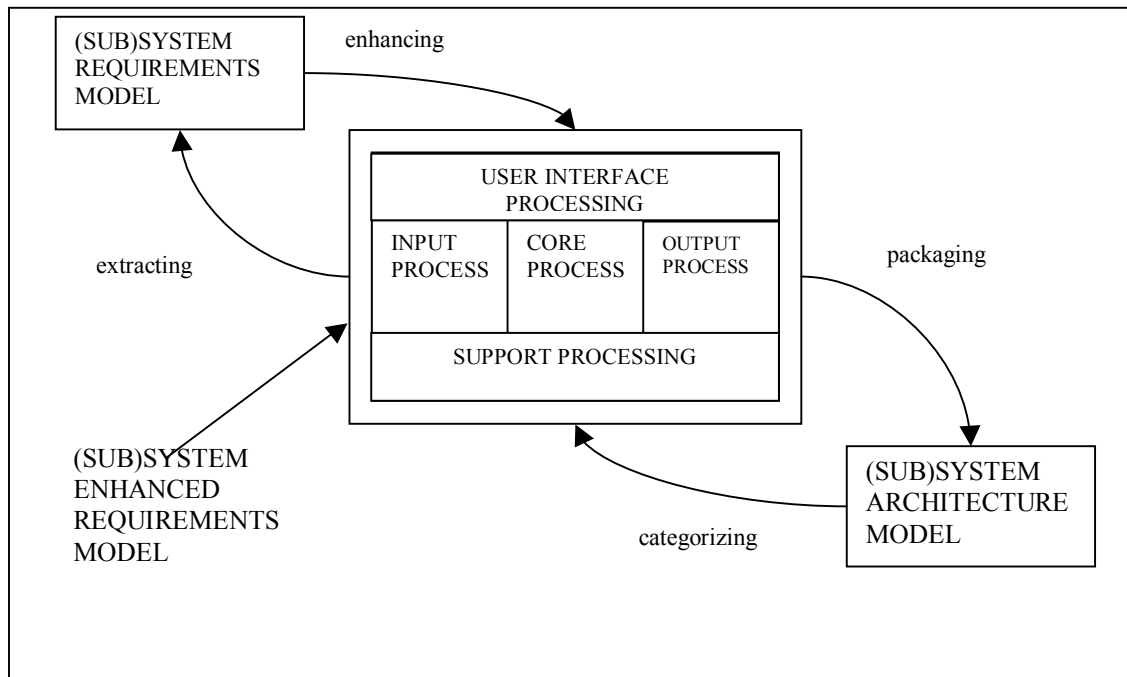 (SUB)SYSTEM
REQUIREMENTS
MODEL
enhancing
USER INTERFACE
PROCESSING
INPUT
PROCESS
CORE
PROCESS
OUTPUT
PROCESS
SUPPORT PROCESSING
extracting
packaging
(SUB)SYSTEM
ENHANCED
REQUIREMENTS
MODEL
categorizing
(SUB)SYSTEM
ARCHITECTURE
MODEL